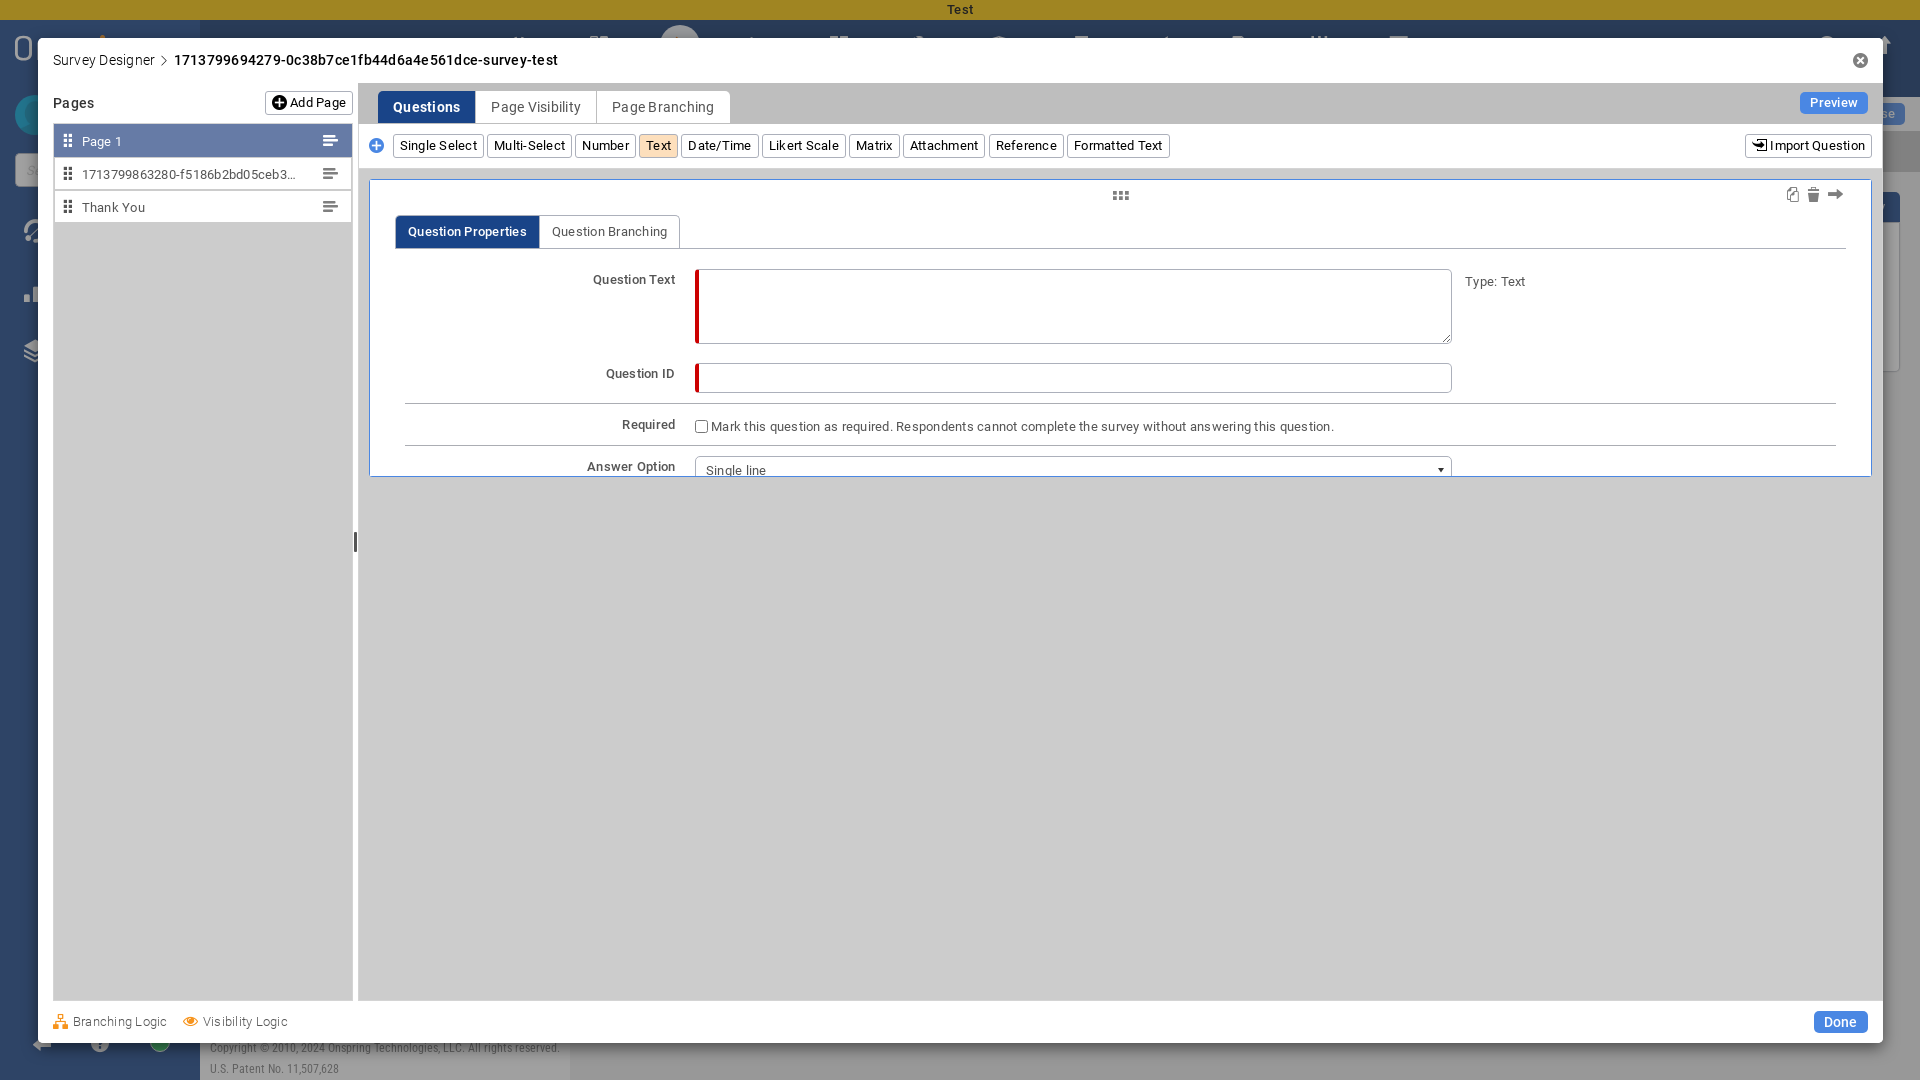 Test
Survey Designer > 1713799694279-0c38b7ce1fb44d6a4e561dce-survey-test
Pages
Add Page
Page 1
1713799863280-f5186b2bd05ceb3...
Thank You
Questions
Page Visibility
Page Branching
Preview
Single Select
Multi-Select
Number
Text
Date/Time
Likert Scale
Matrix
Attachment
Reference
Formatted Text
Import Question
Question Properties
Question Branching
Question Text
Type: Text
Question ID
Required
Mark this question as required. Respondents cannot complete the survey without answering this question.
Answer Option
Single line
Branching Logic
Visibility Logic
Done
Copyright © 2010, 2024 Onspring Technologies, LLC. All rights reserved.
U.S. Patent No. 11,507,628